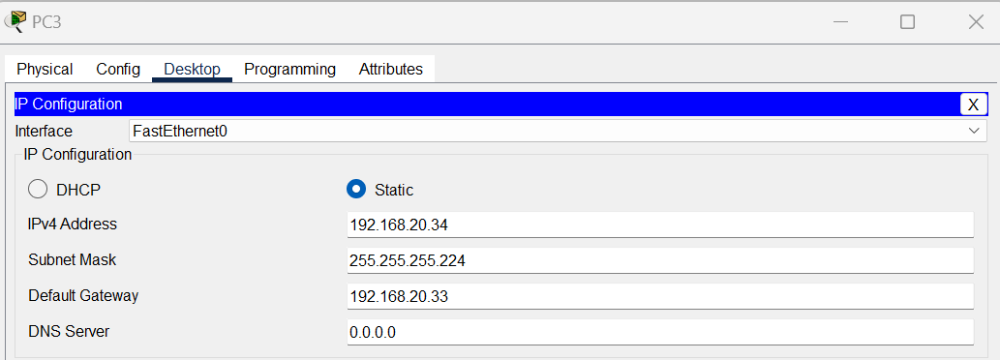 PC3
Physical Config Desktop Programming Attributes
IP Configuration X
Interface FastEthernet0
IP Configuration
DHCP Static
IPv4 Address 192.168.20.34
Subnet Mask 255.255.255.224
Default Gateway 192.168.20.33
DNS Server 0.0.0.0